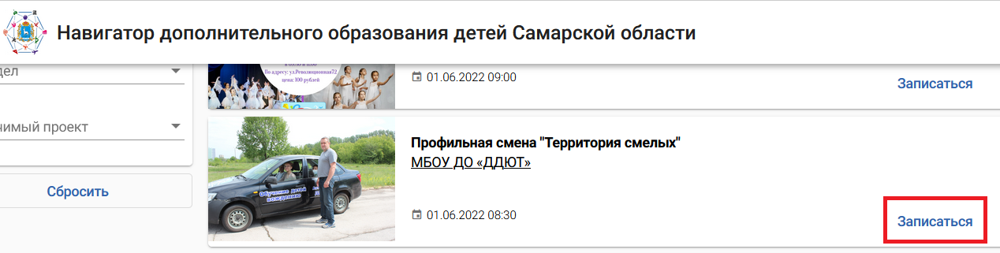 Навигатор дополнительного образования детей Самарской области
дел
По адресу: ул.Революционная72
цена: 100 рублей
01.06.2022 09:00
Записаться
чимый проект
Профильная смена "Территория смелых"
МБОУ ДО «ДДЮТ»
Обучение детей
вождению
Сбросить
01.06.2022 08:30
Записаться